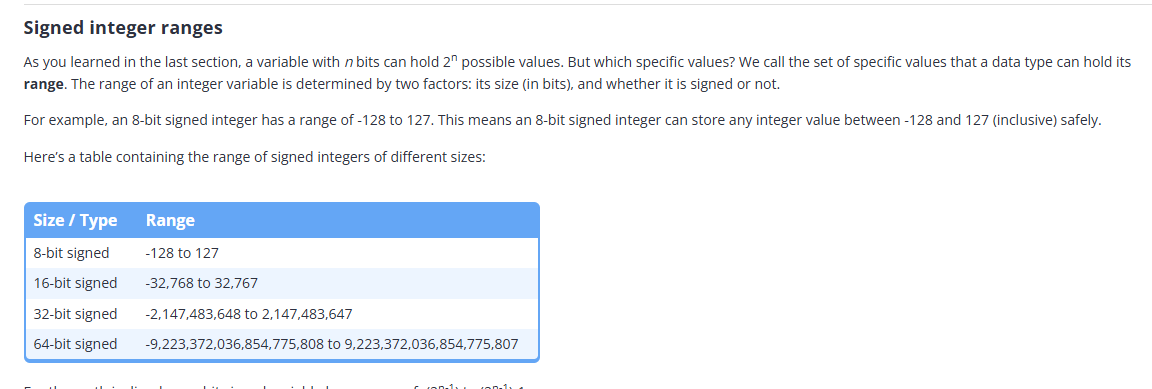 Signed integer ranges
As you learned in the last section, a variable with n bits can hold 2ⁿ possible values. But which specific values? We call the set of specific values that a data type can hold its
range. The range of an integer variable is determined by two factors: its size (in bits), and whether it is signed or not.
For example, an 8-bit signed integer has a range of -128 to 127. This means an 8-bit signed integer can store any integer value between -128 and 127 (inclusive) safely.
Here’s a table containing the range of signed integers of different sizes:
Size / Type Range
8-bit signed -128 to 127
16-bit signed -32,768 to 32,767
32-bit signed -2,147,483,648 to 2,147,483,647
64-bit signed -9,223,372,036,854,775,808 to 9,223,372,036,854,775,807